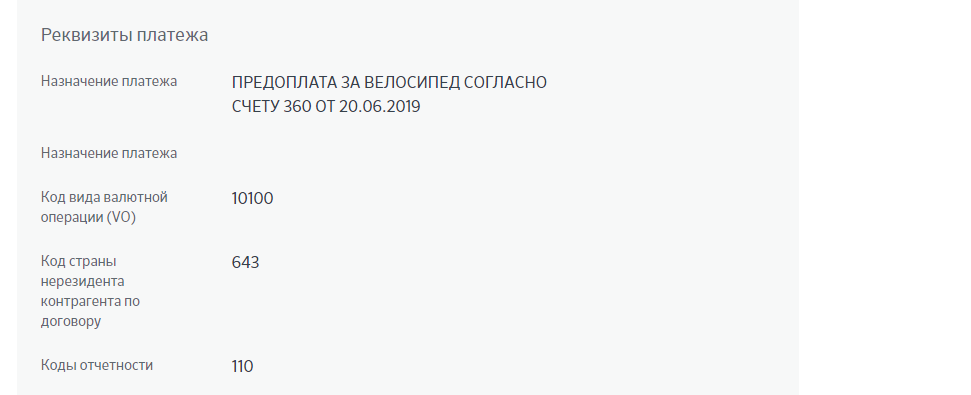 Реквизиты платежа
Назначение платежа
ПРЕДОПЛАТА ЗА ВЕЛОСИПЕД СОГЛАСНО
СЧЕТУ 360 ОТ 20.06.2019
Назначение платежа
Код вида валютной
операции (VO)
10100
Код страны
нерезидента
контрагента по
договору
643
Коды отчетности
110